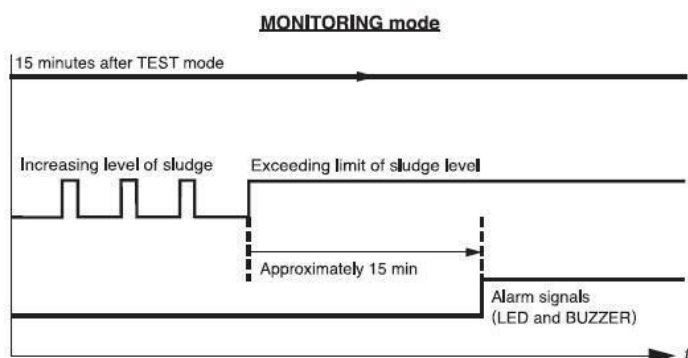 MONITORING mode
15 minutes after TEST mode
Increasing level of sludge
Exceeding limit of sludge level
Approximately 15 min
Alarm signals
(LED and BUZZER)